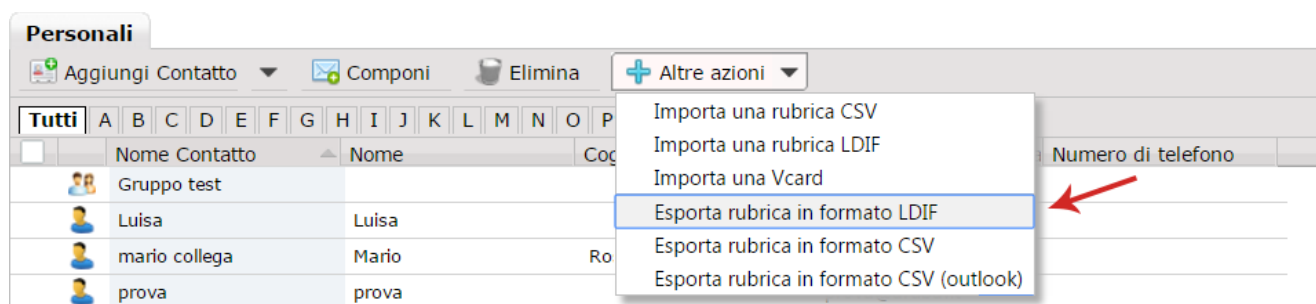 Personali
Aggiungi Contatto Componi Elimina Altre azioni
Tutti A B C D E F G H I J K L M N O P
Importa una rubrica CSV
Importa una rubrica LDIF
Importa una Vcard
Esporta rubrica in formato LDIF
Esporta rubrica in formato CSV
Esporta rubrica in formato CSV (outlook)
Nome Contatto Nome Cog Numero di telefono
Gruppo test
Luisa Luisa
mario collega Mario Ro
prova prova